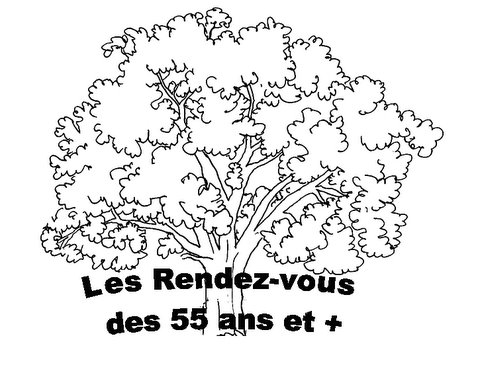 Les Rendez-vous
des 55 ans et +